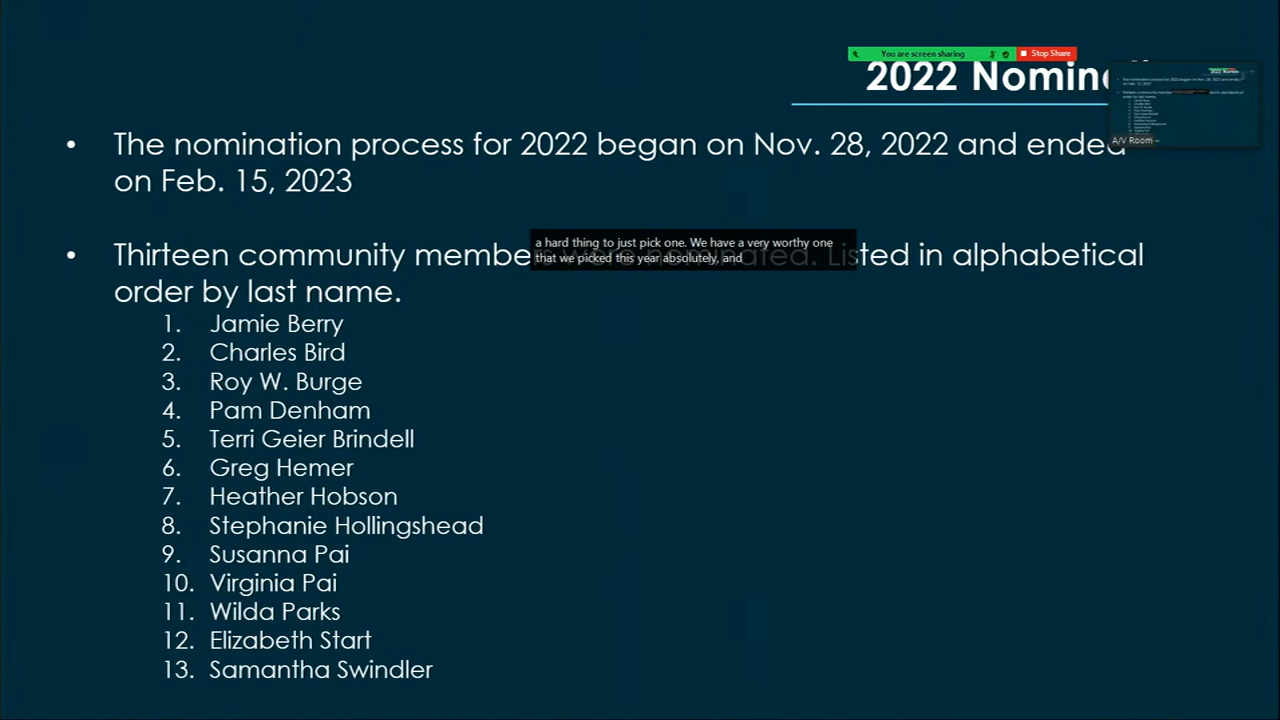 You are screen sharing
Stop Share
2022 Nomin
• The nomination process for 2022 began on Nov. 28, 2022 and ended
on Feb. 15, 2023
A/V Room
• Thirteen community members were nominated. Listed in alphabetical
order by last name.
a hard thing to just pick one. We have a very worthy one
that we picked this year absolutely, and
1. Jamie Berry
2. Charles Bird
3. Roy W. Burge
4. Pam Denham
5. Terri Geier Brindell
6. Greg Hemer
7. Heather Hobson
8. Stephanie Hollingshead
9. Susanna Pai
10. Virginia Pai
11. Wilda Parks
12. Elizabeth Start
13. Samantha Swindler